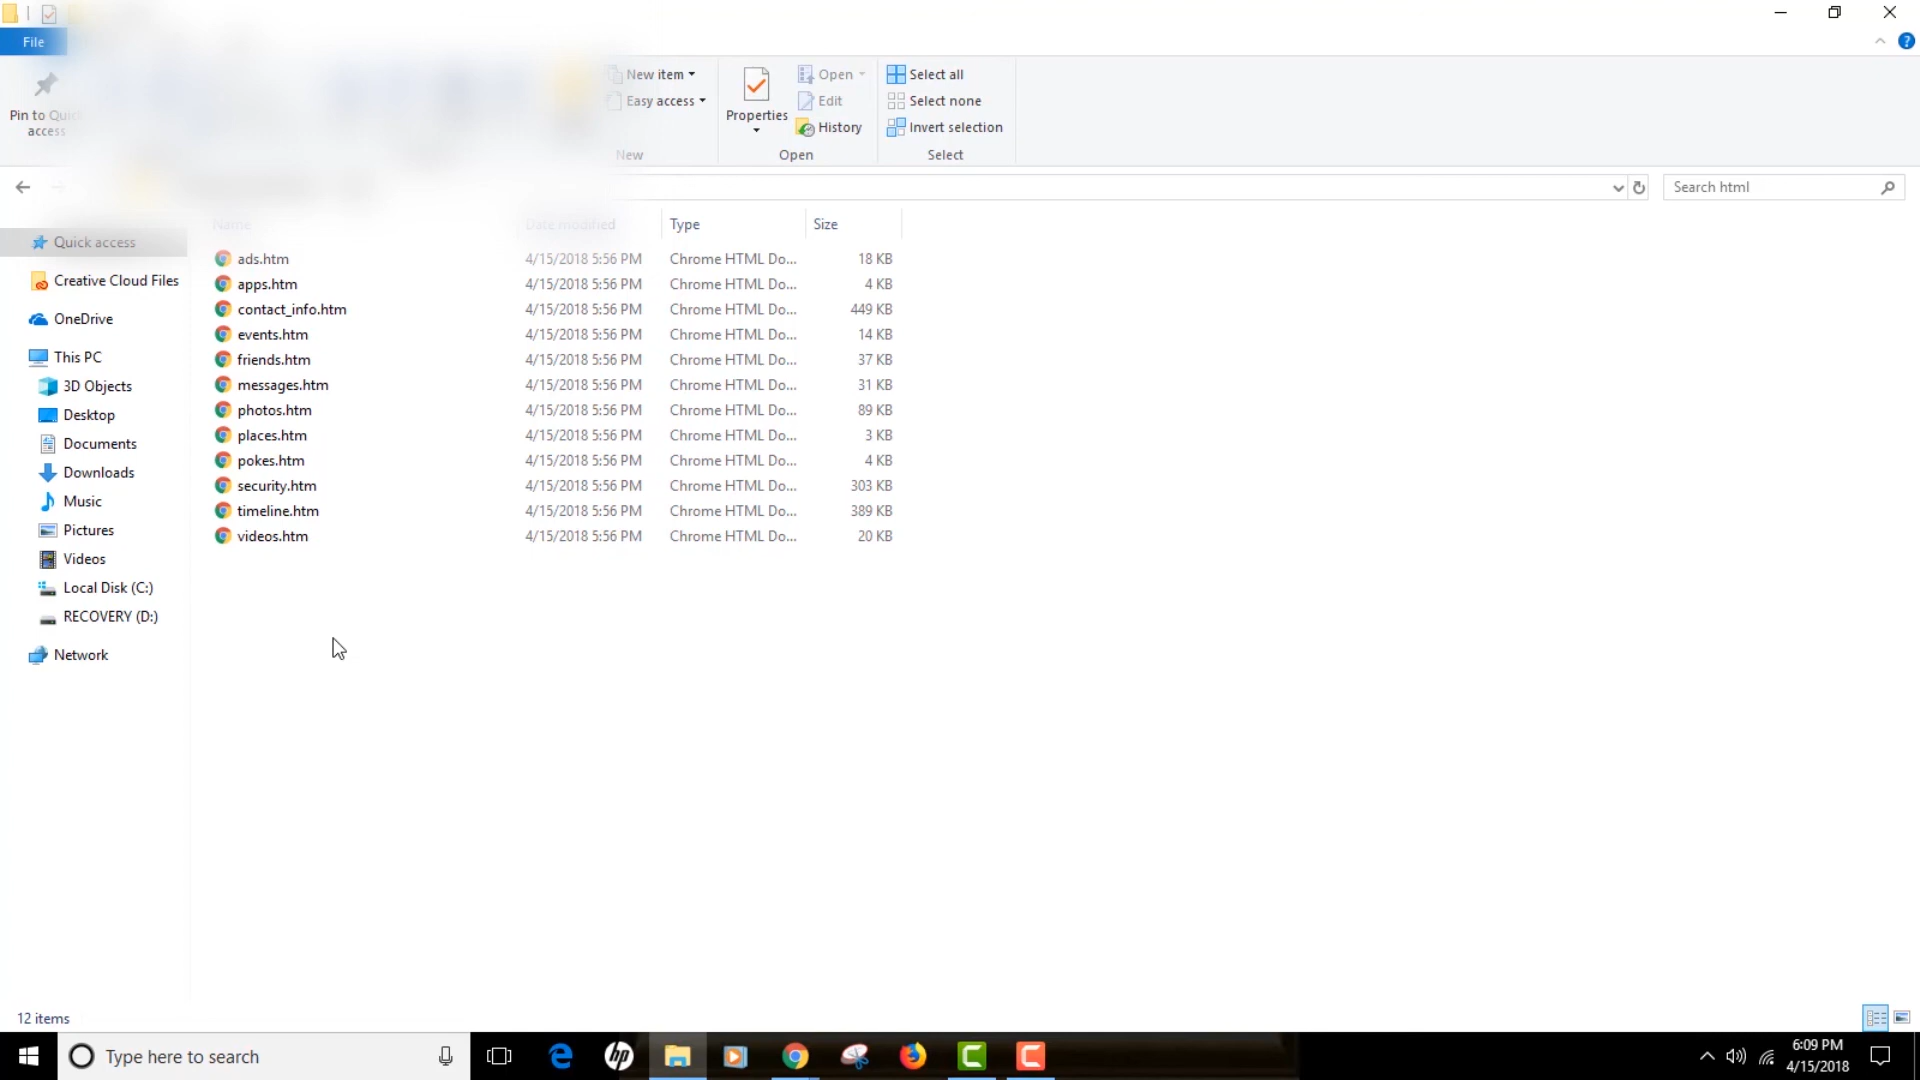 File
Pin to Quick access
New item
Easy access
New
Properties
Open
Edit
History
Open
Select all
Select none
Invert selection
Select
Search html
Name Date modified Type Size
Quick access
Creative Cloud Files
OneDrive
This PC
3D Objects
Desktop
Documents
Downloads
Music
Pictures
Videos
Local Disk (C:)
RECOVERY (D:)
Network
ads.htm 4/15/2018 5:56 PM Chrome HTML Do... 18 KB
apps.htm 4/15/2018 5:56 PM Chrome HTML Do... 4 KB
contact_info.htm 4/15/2018 5:56 PM Chrome HTML Do... 449 KB
events.htm 4/15/2018 5:56 PM Chrome HTML Do... 14 KB
friends.htm 4/15/2018 5:56 PM Chrome HTML Do... 37 KB
messages.htm 4/15/2018 5:56 PM Chrome HTML Do... 31 KB
photos.htm 4/15/2018 5:56 PM Chrome HTML Do... 89 KB
places.htm 4/15/2018 5:56 PM Chrome HTML Do... 3 KB
pokes.htm 4/15/2018 5:56 PM Chrome HTML Do... 4 KB
security.htm 4/15/2018 5:56 PM Chrome HTML Do... 303 KB
timeline.htm 4/15/2018 5:56 PM Chrome HTML Do... 389 KB
videos.htm 4/15/2018 5:56 PM Chrome HTML Do... 20 KB
12 items
Type here to search
hp
6:09 PM
4/15/2018